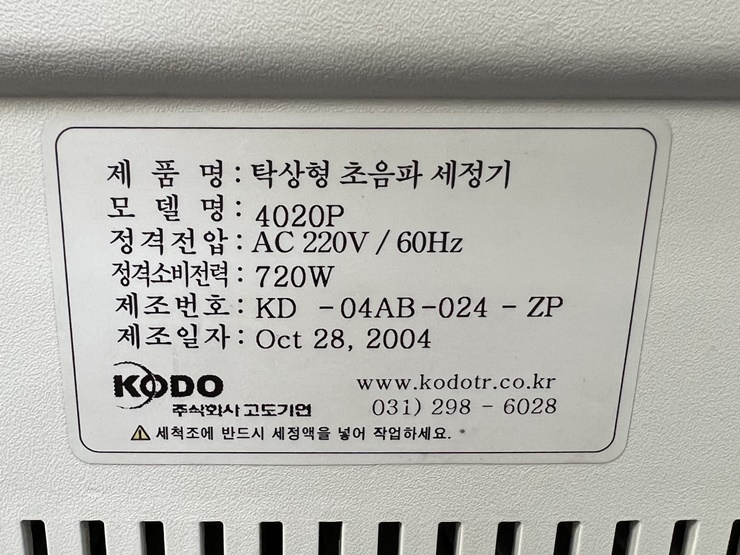 제 품 명 : 탁상형 초음파 세정기
모 델 명 : 4020P
정격전압 : AC 220V / 60Hz
정격소비전력 : 720W
제조번호 : KD - 04AB - 024 - ZP
제조일자 : Oct 28, 2004
KODO www.kodotr.co.kr
주식회사 고도기연 031) 298 - 6028
⚠ 세척조에 반드시 세정액을 넣어 작업하세요.